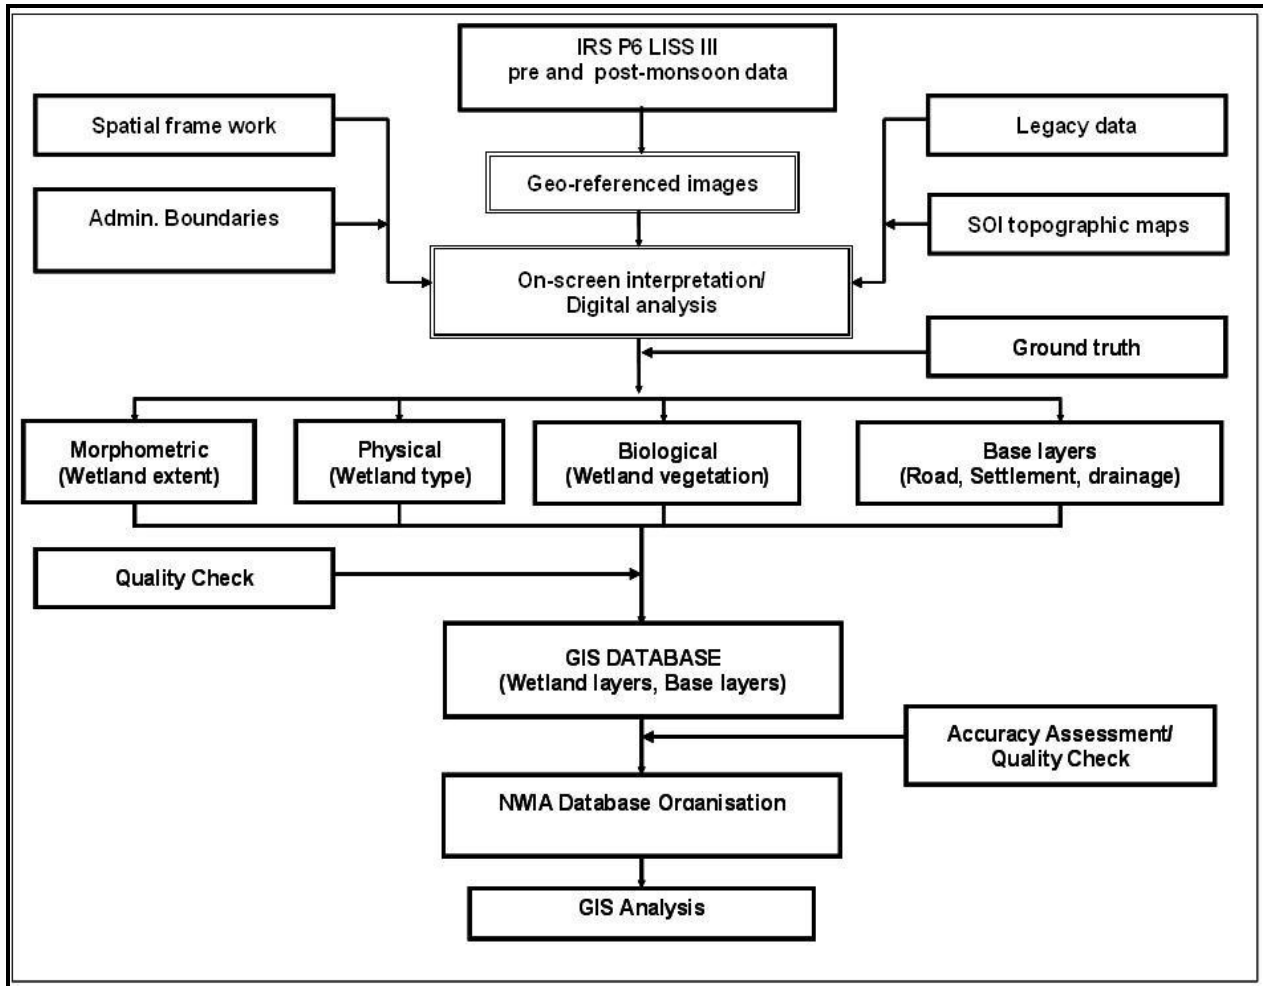 IRS P6 LISS III
pre and post-monsoon data
Spatial frame work
Legacy data
Geo-referenced images
Admin. Boundaries
SOI topographic maps
On-screen interpretation/
Digital analysis
Ground truth
Morphometric
(Wetland extent)
Physical
(Wetland type)
Biological
(Wetland vegetation)
Base layers
(Road, Settlement, drainage)
Quality Check
GIS DATABASE
(Wetland layers, Base layers)
Accuracy Assessment/
Quality Check
NWIA Database Organisation
GIS Analysis